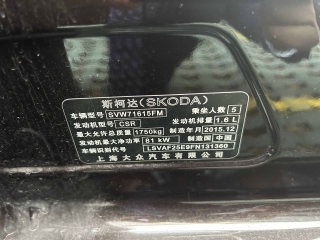 斯柯达(SKODA)
车辆型号 SVW71615FM 乘坐人数 5
发动机型号 CSR 发动机排量 1.6 L
最大允许总质量 1750kg 制造年月 2015.12
发动机最大净功率 81 kW 制造国 中国
车辆识别代号 LSVAF25E9FN131360
上海大众汽车有限公司